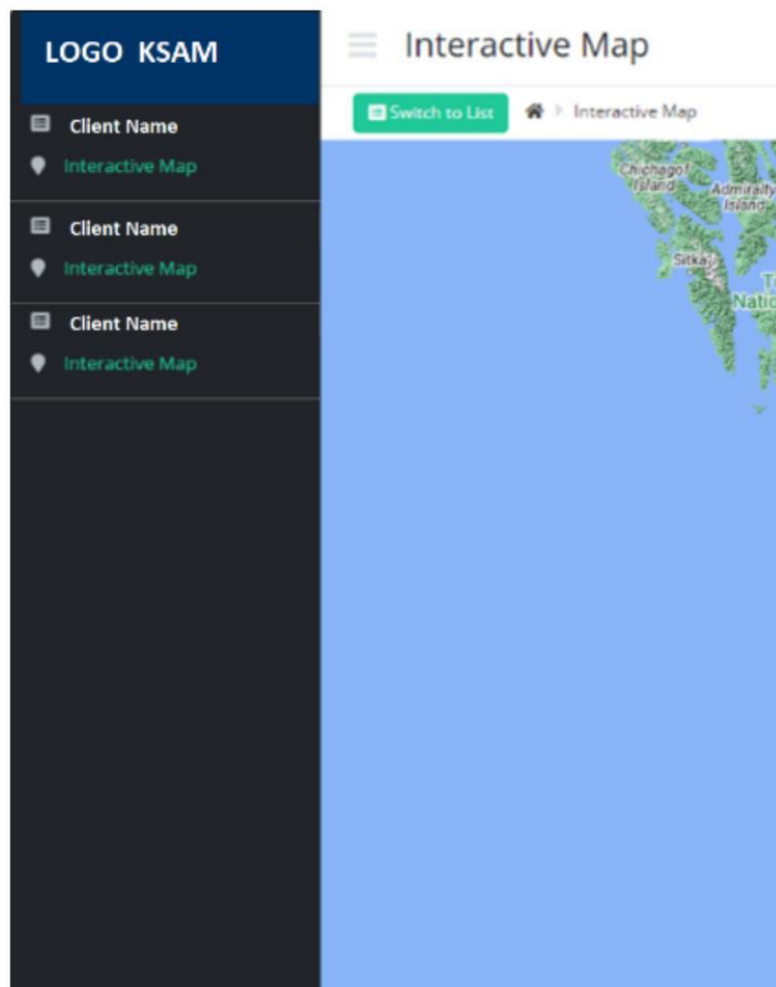 LOGO KSAM
Client Name
Interactive Map
Client Name
Interactive Map
Client Name
Interactive Map
Interactive Map
Switch to List
Interactive Map
Chichagof
Island
Admiralty
Island
Sitka